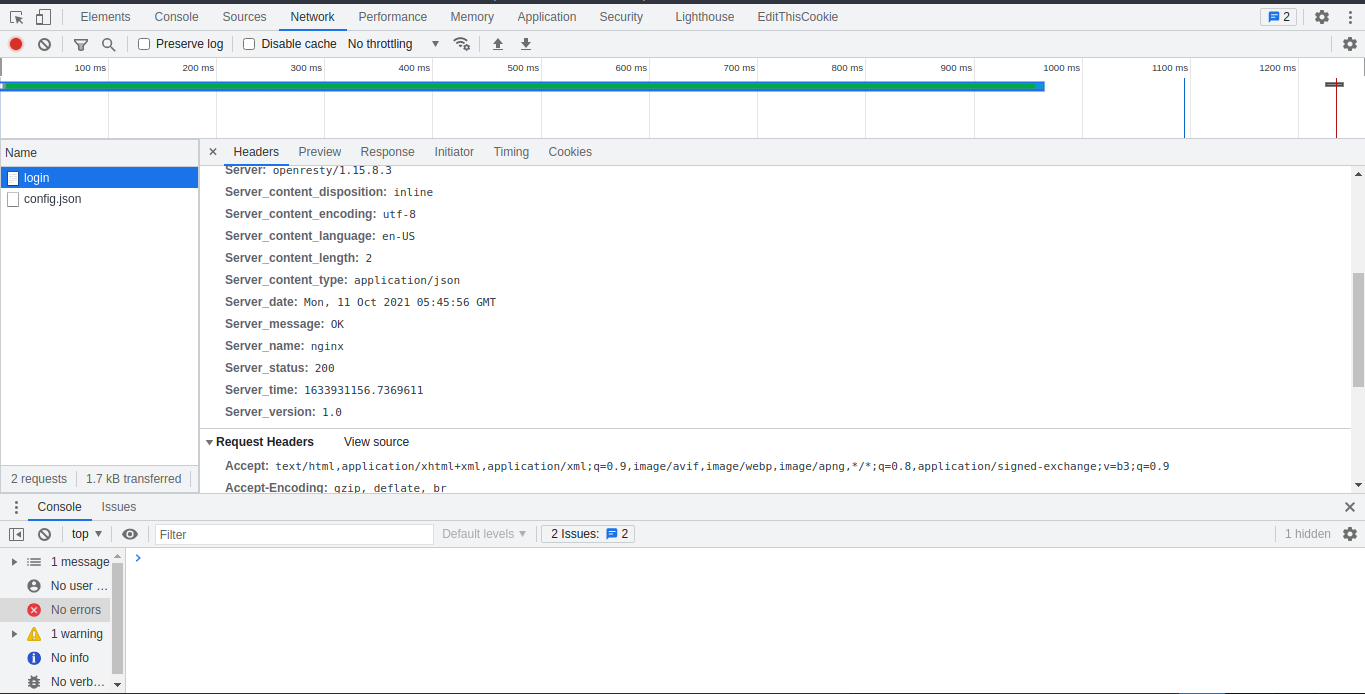 Elements Console Sources Network Performance Memory Application Security Lighthouse EditThisCookie 2
Preserve log Disable cache No throttling
100 ms 200 ms 300 ms 400 ms 500 ms 600 ms 700 ms 800 ms 900 ms 1000 ms 1100 ms 1200 ms
Name
login
config.json
2 requests 1.7 kB transferred
× Headers Preview Response Initiator Timing Cookies
Server: openresty/1.15.8.3
Server_content_disposition: inline
Server_content_encoding: utf-8
Server_content_language: en-US
Server_content_length: 2
Server_content_type: application/json
Server_date: Mon, 11 Oct 2021 05:45:56 GMT
Server_message: OK
Server_name: nginx
Server_status: 200
Server_time: 1633931156.7369611
Server_version: 1.0
Request Headers View source
Accept: text/html,application/xhtml+xml,application/xml;q=0.9,image/avif,image/webp,image/apng,*/*;q=0.8,application/signed-exchange;v=b3;q=0.9
Accept-Encoding: gzip, deflate, br
Console Issues
top Filter Default levels 2 Issues: 2 1 hidden
1 message
No user ...
No errors
1 warning
No info
No verb...